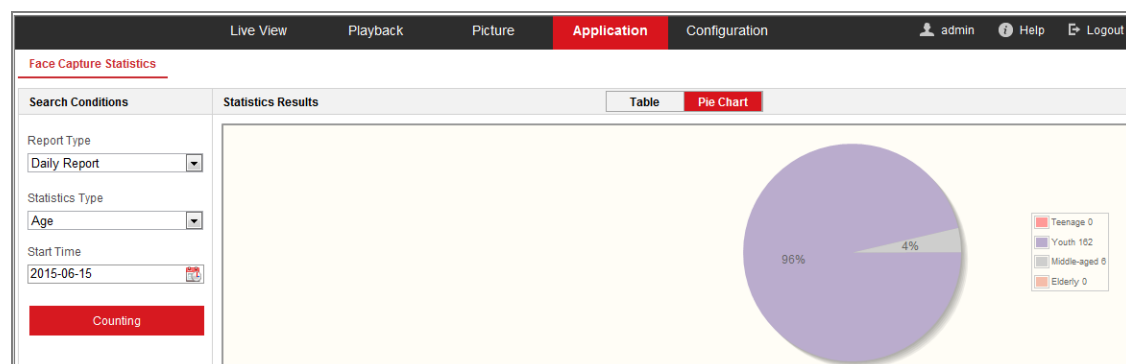 Live View Playback Picture Application Configuration admin Help Logout
Face Capture Statistics
Search Conditions
Statistics Results
Table Pie Chart
Report Type
Daily Report
Statistics Type
Age
Start Time
2015-06-15
Counting
96%
4%
Teenage 0
Youth 162
Middle-aged 6
Elderly 0